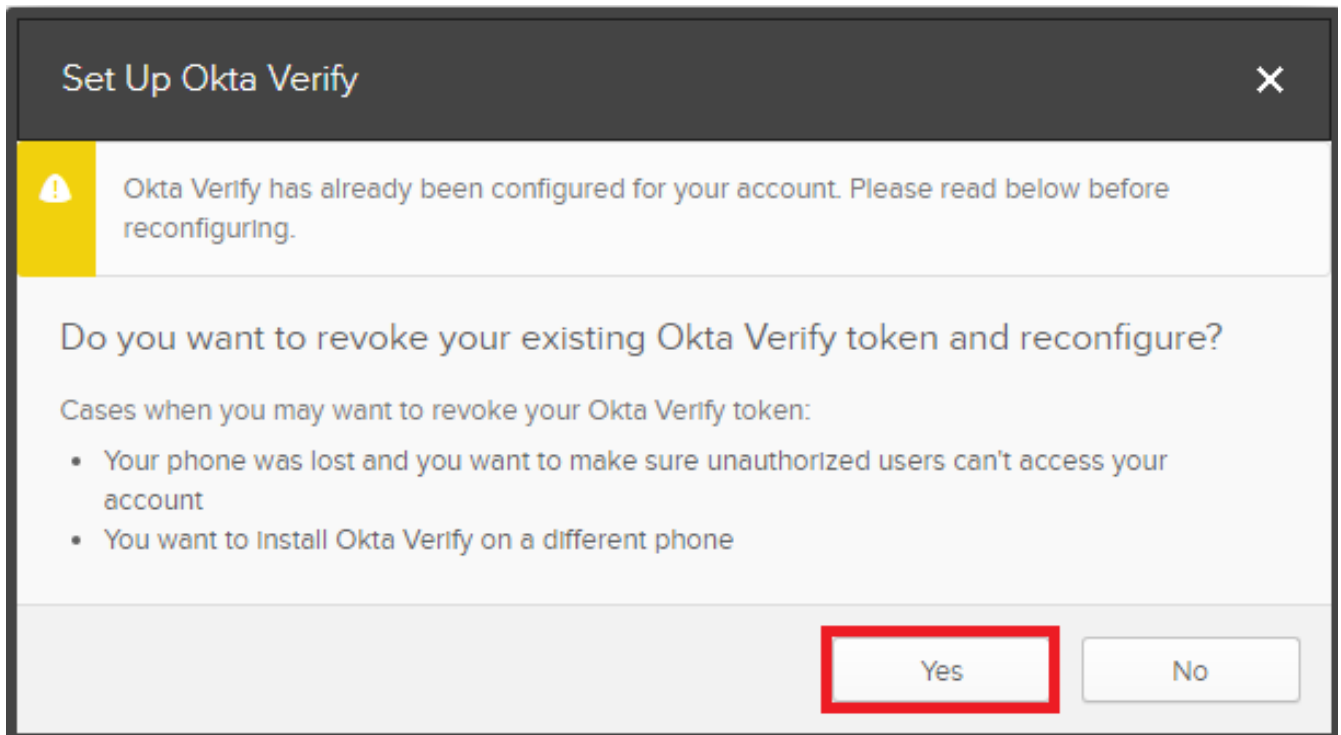 Set Up Okta Verify
Okta Verify has already been configured for your account. Please read below before
reconfiguring.
Do you want to revoke your existing Okta Verify token and reconfigure?
Cases when you may want to revoke your Okta Verify token:
• Your phone was lost and you want to make sure unauthorized users can't access your
account
• You want to install Okta Verify on a different phone
Yes
No